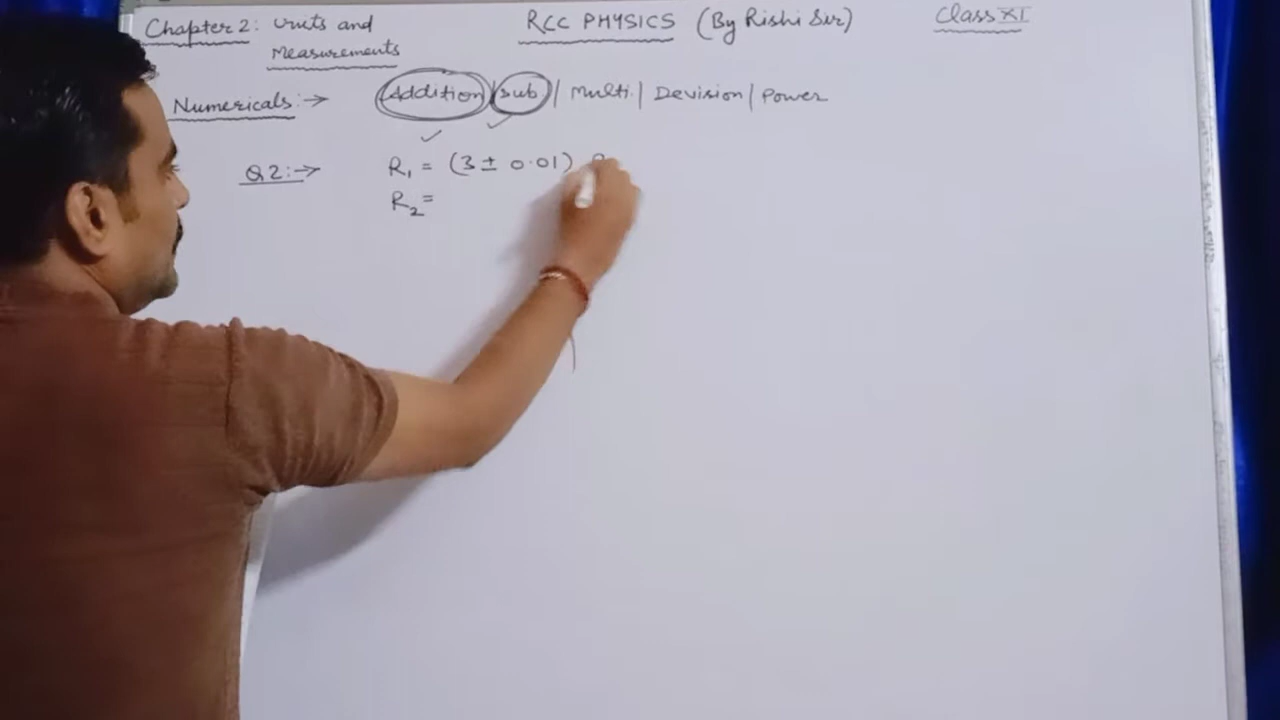 Chapter 2: Units and
Measurements
RCC PHYSICS (By Rishi Sir)
Class XI
Numericals:→ Addition/Sub/Multi./Devision/Power
Q2:→ R₁ = (3 ± 0.01)
R₂ =